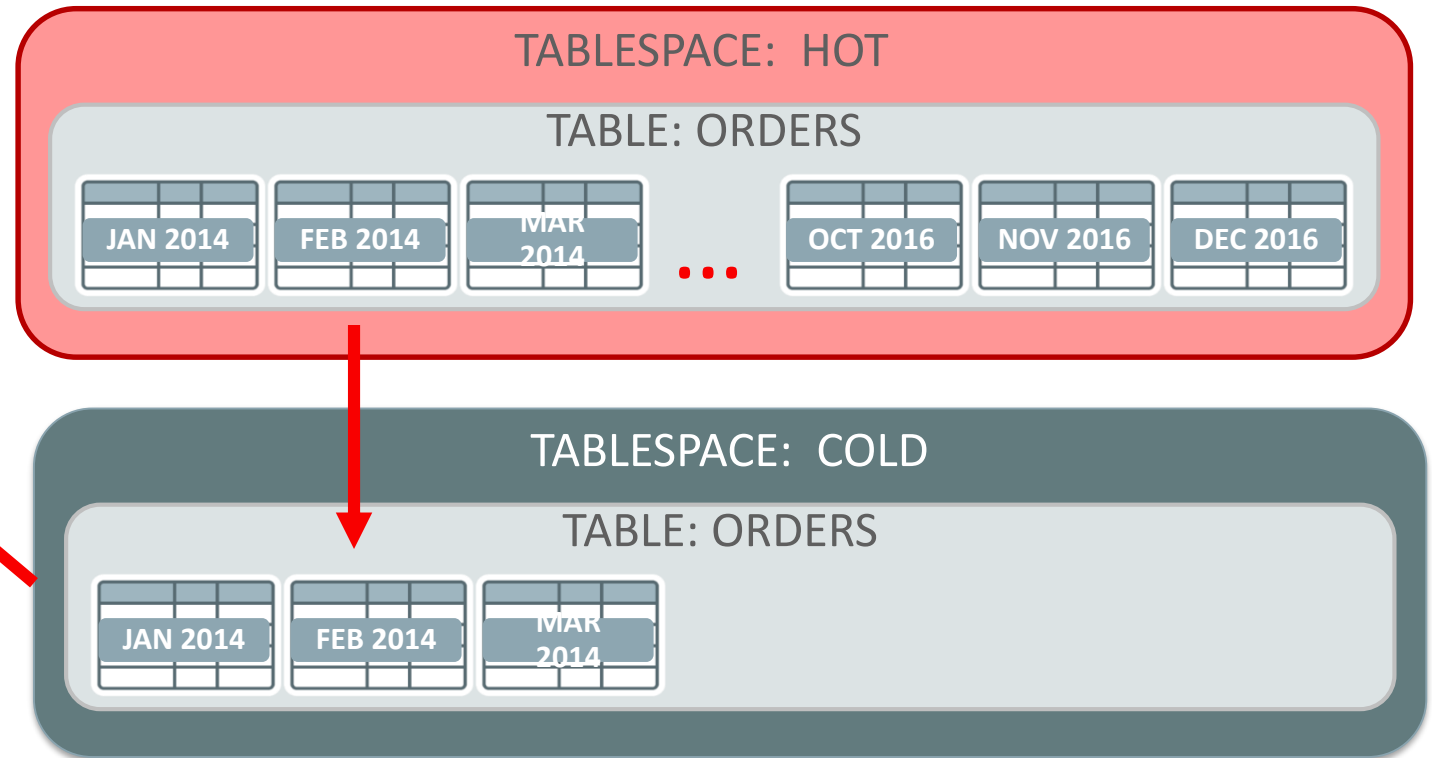 TABLESPACE: HOT
TABLE: ORDERS
JAN 2014
FEB 2014
MAR
2014
...
OCT 2016
NOV 2016
DEC 2016
TABLESPACE: COLD
TABLE: ORDERS
JAN 2014
FEB 2014
MAR
2014